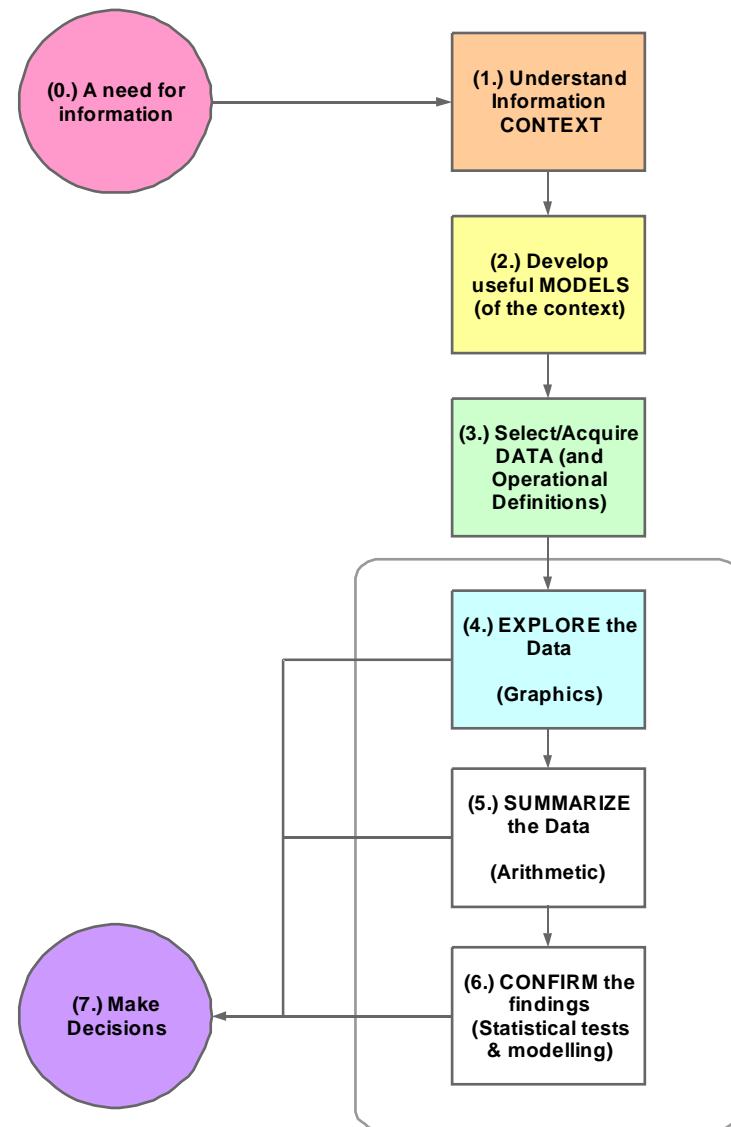 (0.) A need for
information
(1.) Understand
Information
CONTEXT
(2.) Develop
useful MODELS
(of the context)
(3.) Select/Acquire
DATA (and
Operational
Definitions)
(4.) EXPLORE the
Data
(Graphics)
(5.) SUMMARIZE
the Data
(Arithmetic)
(6.) CONFIRM the
findings
(Statistical tests
& modelling)
(7.) Make
Decisions